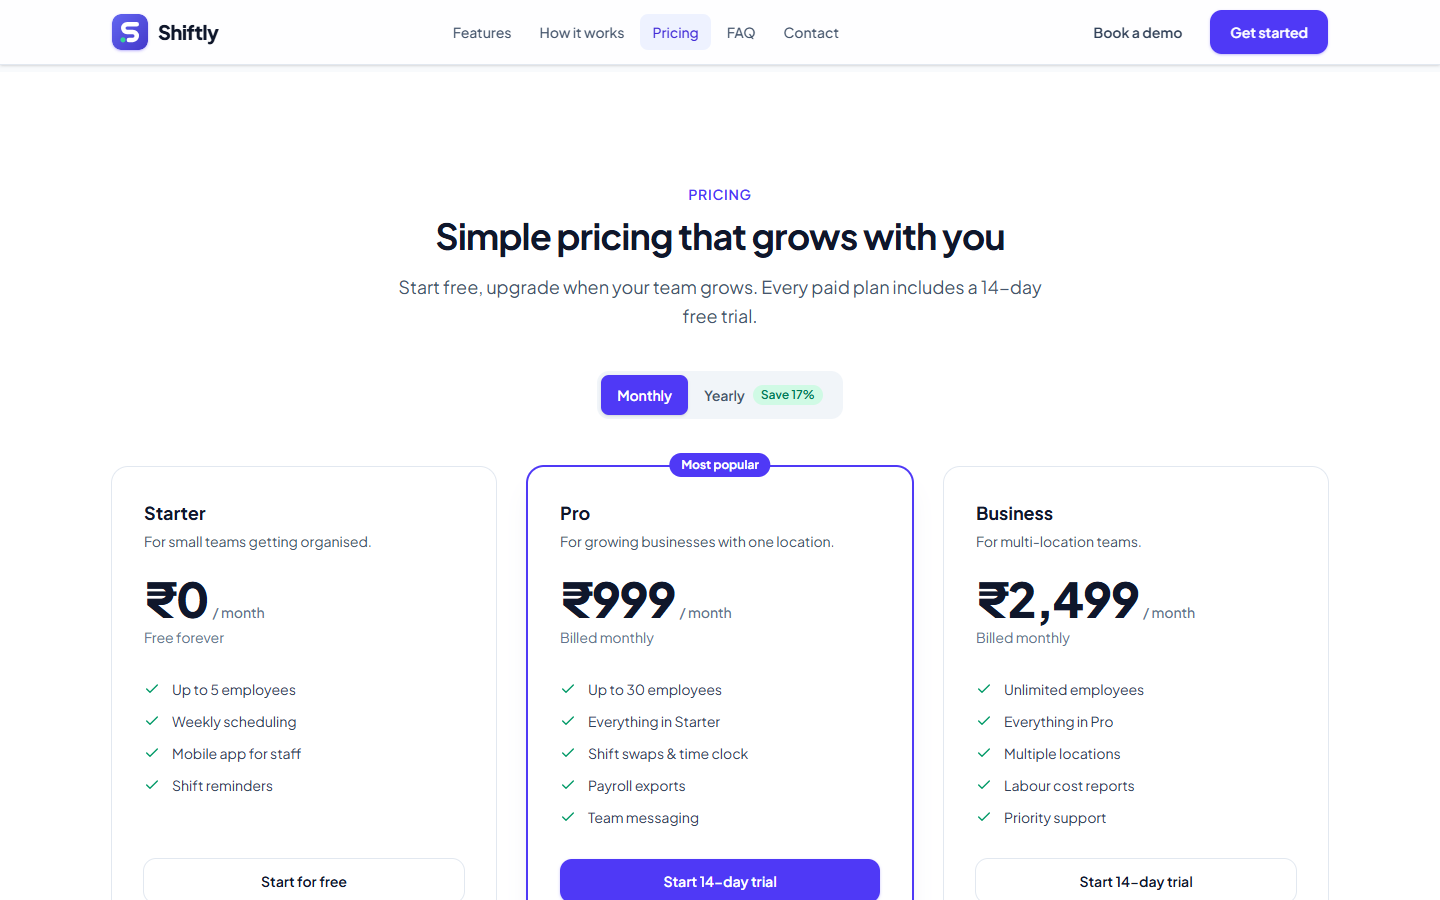 Shiftly
Features
How it works
Pricing
FAQ
Contact
Book a demo
Get started
PRICING
Simple pricing that grows with you
Start free, upgrade when your team grows. Every paid plan includes a 14-day
free trial.
Monthly
Yearly
Save 17%
Starter
For small teams getting organised.
₹0 / month
Free forever
Up to 5 employees
Weekly scheduling
Mobile app for staff
Shift reminders
Start for free
Most popular
Pro
For growing businesses with one location.
₹999 / month
Billed monthly
Up to 30 employees
Everything in Starter
Shift swaps & time clock
Payroll exports
Team messaging
Start 14-day trial
Business
For multi-location teams.
₹2,499 / month
Billed monthly
Unlimited employees
Everything in Pro
Multiple locations
Labour cost reports
Priority support
Start 14-day trial